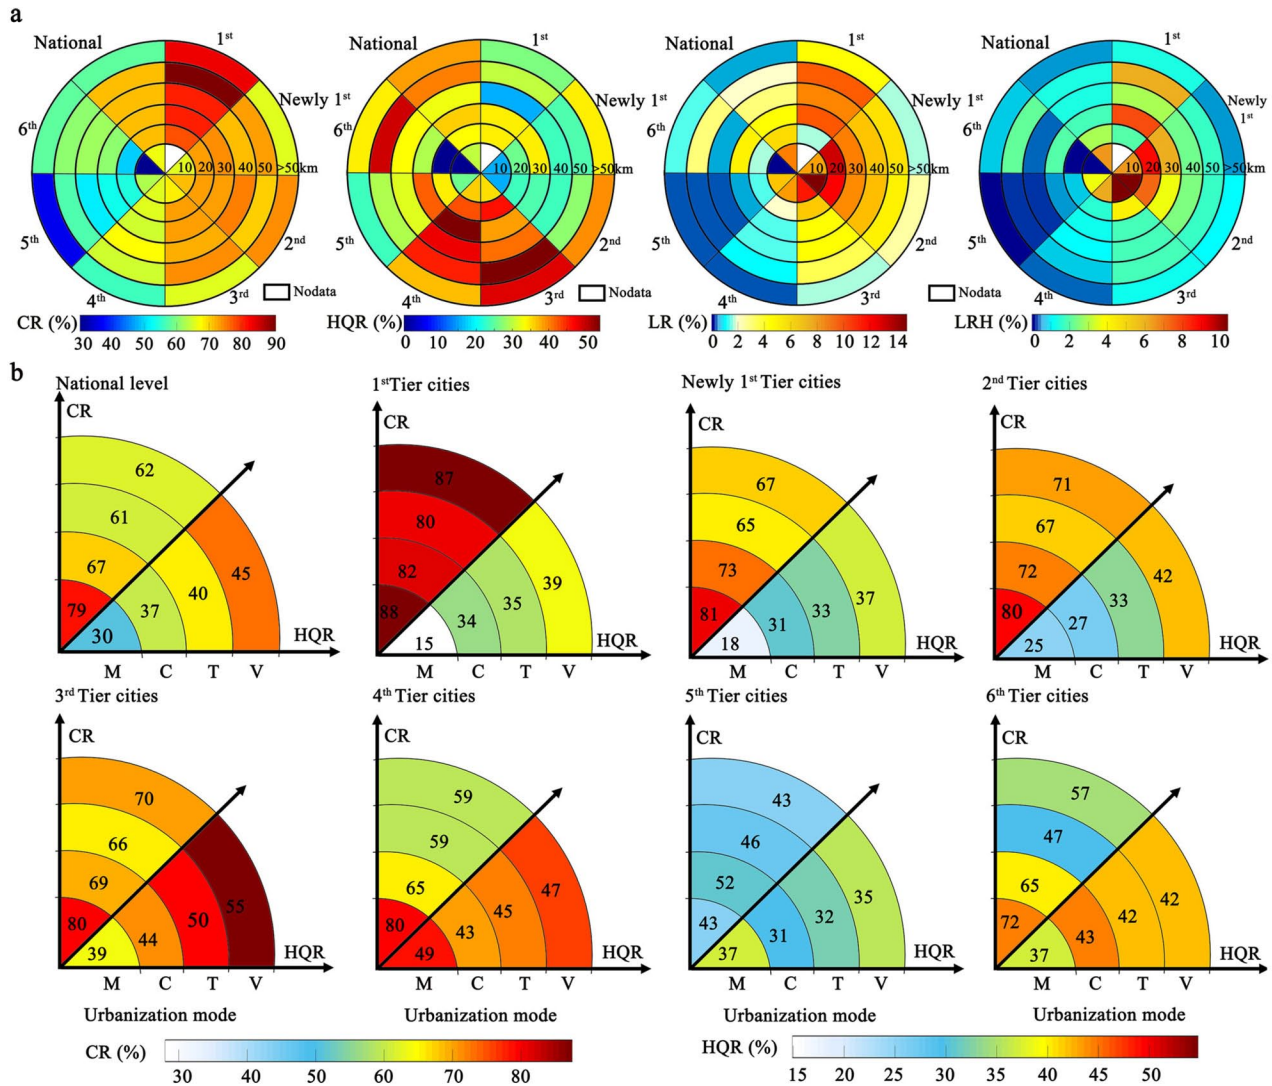 a
National 1st Newly 1st 2nd 3rd 4th 5th 6th
10 20 30 40 50 >50km
Nodata
CR (%)
30 40 50 60 70 80 90
National 1st Newly 1st 2nd 3rd 4th 5th 6th
10 20 30 40 50 >50km
Nodata
HQR (%)
0 10 20 30 40 50
National 1st Newly 1st 2nd 3rd 4th 5th 6th
10 20 30 40 50 >50km
LR (%)
0 2 4 6 8 10 12 14
National 1st Newly 1st 2nd 3rd 4th 5th 6th
10 20 30 40 50 >50km
Nodata
LRH (%)
0 2 4 6 8 10
b
National level
CR
62
61
67
79
30 37 40 45
HQR
M C T V
1st Tier cities
CR
87
80
82
88
15 34 35 39
HQR
M C T V
Newly 1st Tier cities
CR
67
65
73
81
18 31 33 37
HQR
M C T V
2nd Tier cities
CR
71
67
72
80
25 27 33 42
HQR
M C T V
3rd Tier cities
CR
70
66
69
80
39 44 50 55
HQR
M C T V
Urbanization mode
4th Tier cities
CR
59
59
65
80
49 43 45 47
HQR
M C T V
Urbanization mode
5th Tier cities
CR
43
46
52
43
37 31 32 35
HQR
M C T V
Urbanization mode
6th Tier cities
CR
57
47
65
72
37 43 42 42
HQR
M C T V
Urbanization mode
CR (%)
30 40 50 60 70 80
HQR (%)
15 20 25 30 35 40 45 50